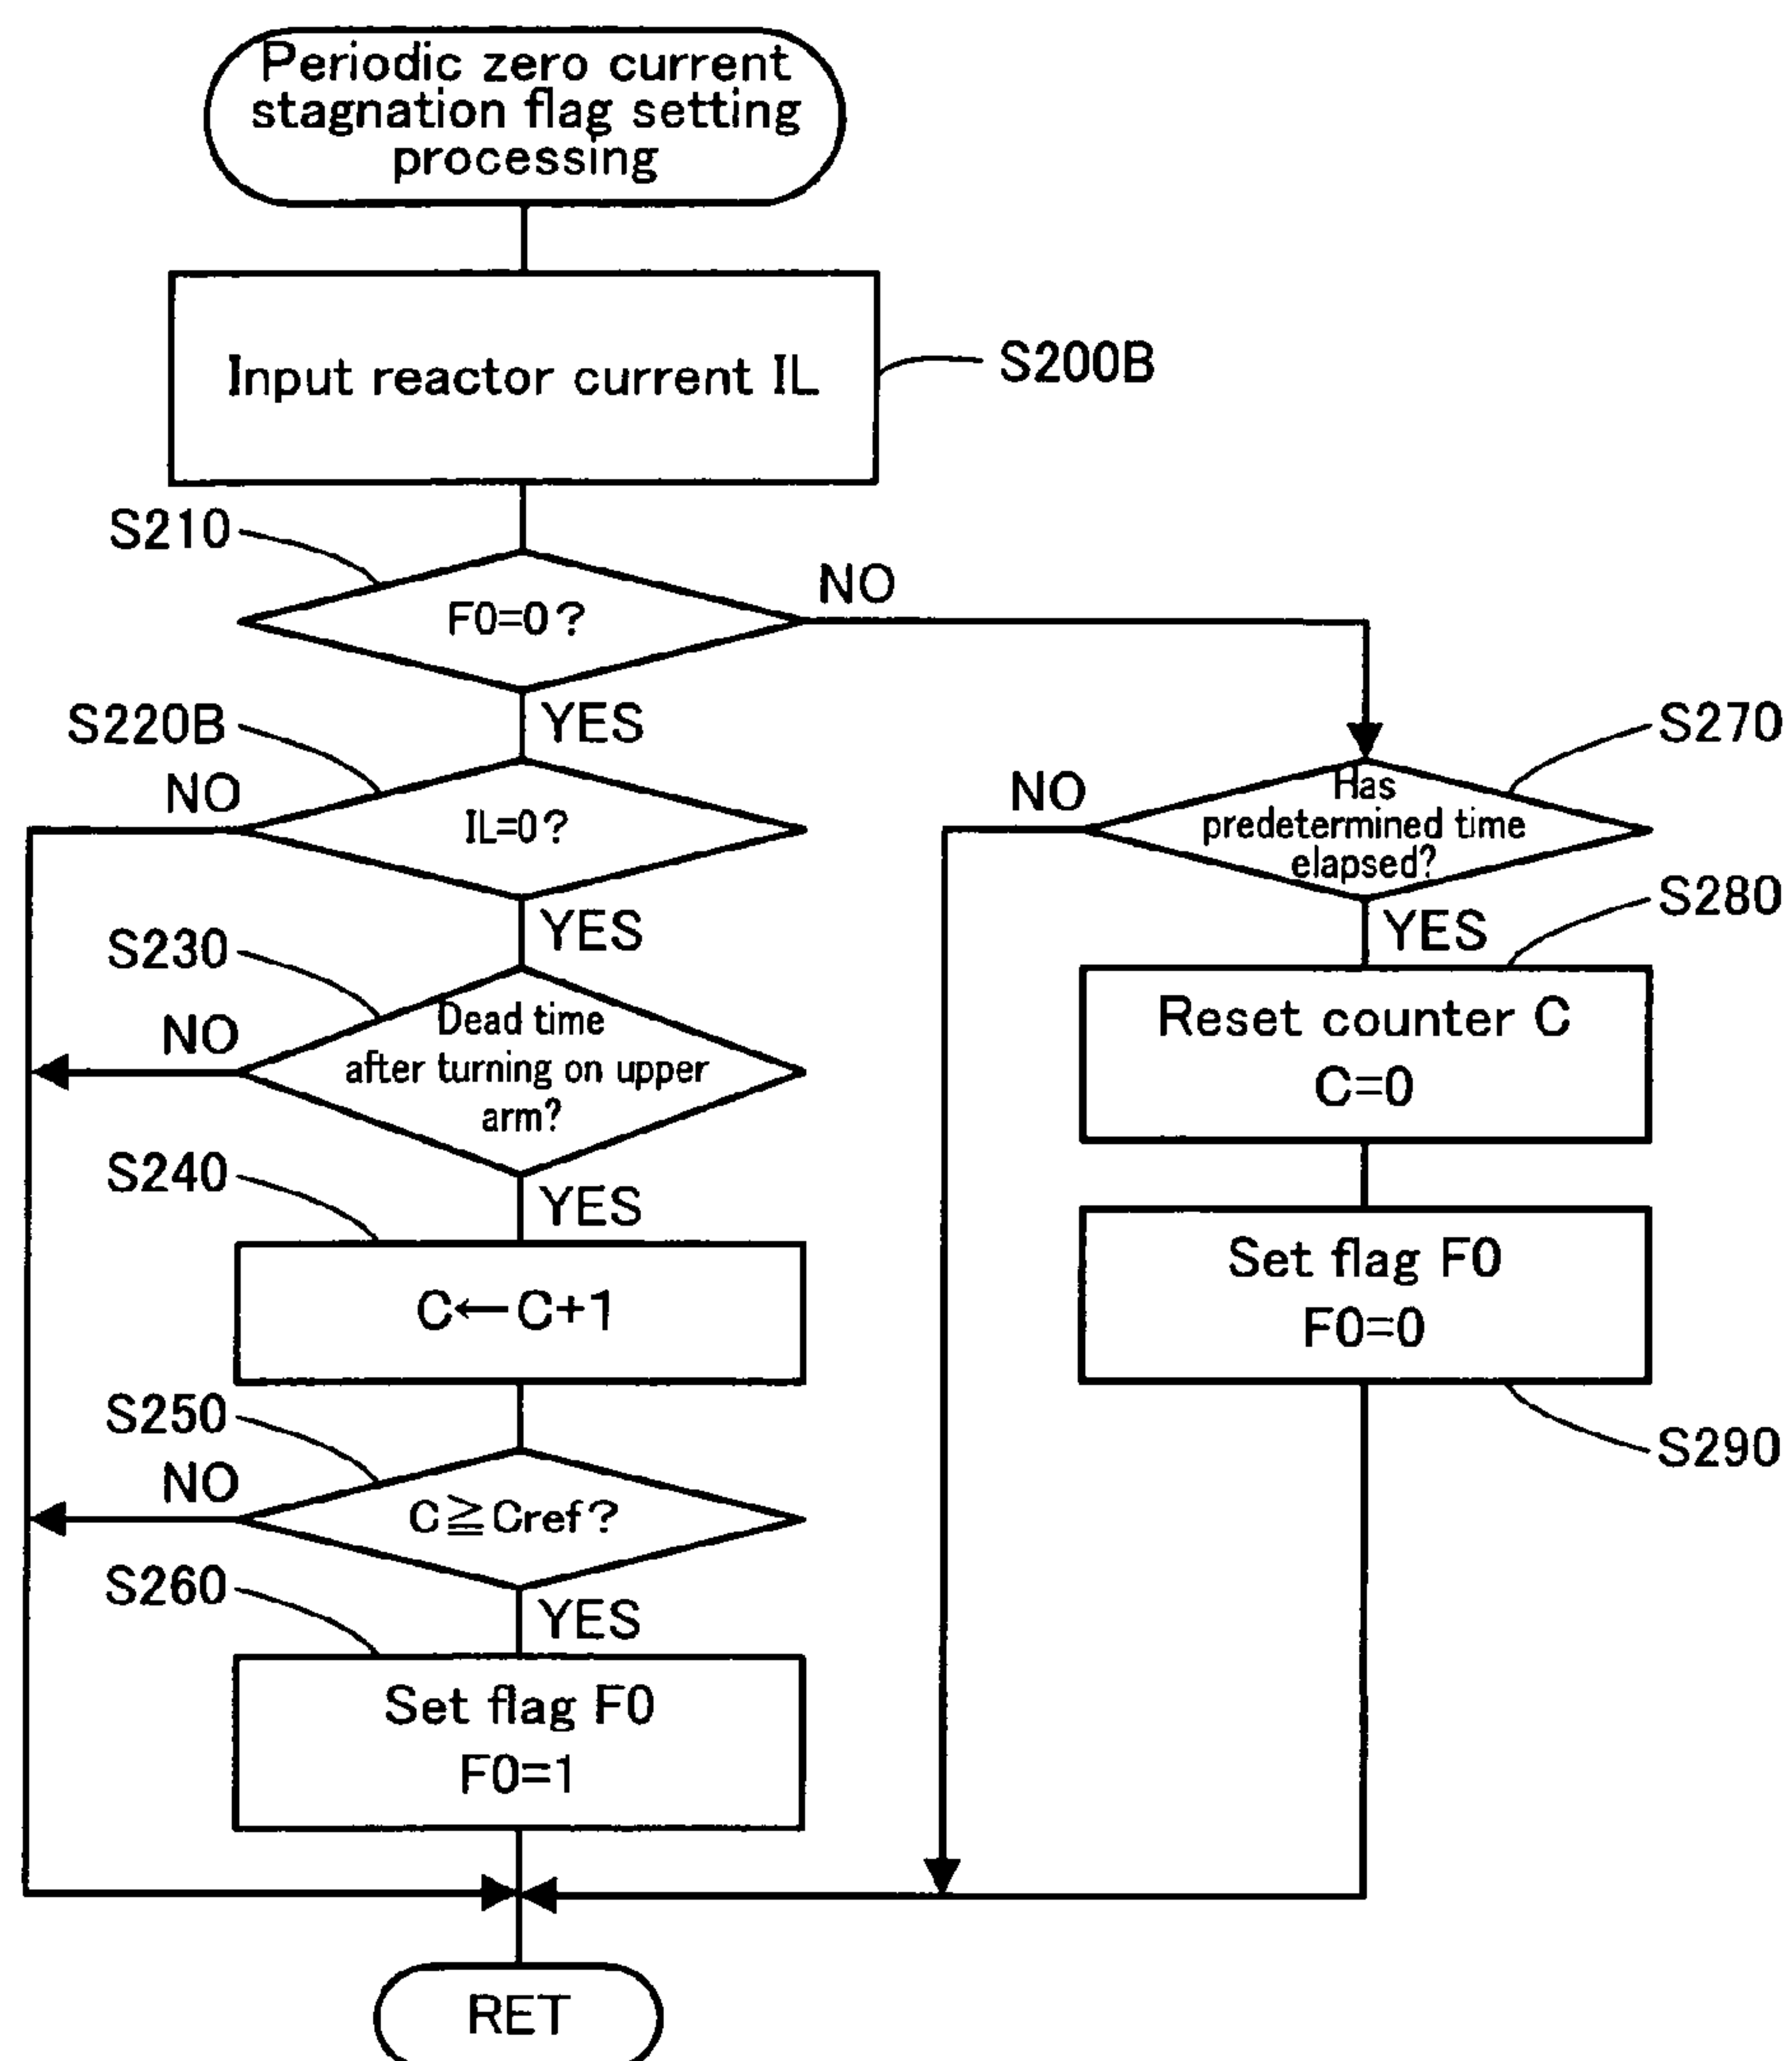 Periodic zero current
stagnation flag setting
processing
Input reactor current IL
S200B
S210
F0=0?
NO
YES
S220B
NO
IL=0?
YES
S230
NO
Dead time
after turning on upper
arm?
YES
S240
C←C+1
S250
NO
C≧Cref?
S260
YES
Set flag F0
F0=1
S270
NO
Has
predetermined time
elapsed?
S280
YES
Reset counter C
C=0
Set flag F0
F0=0
S290
RET